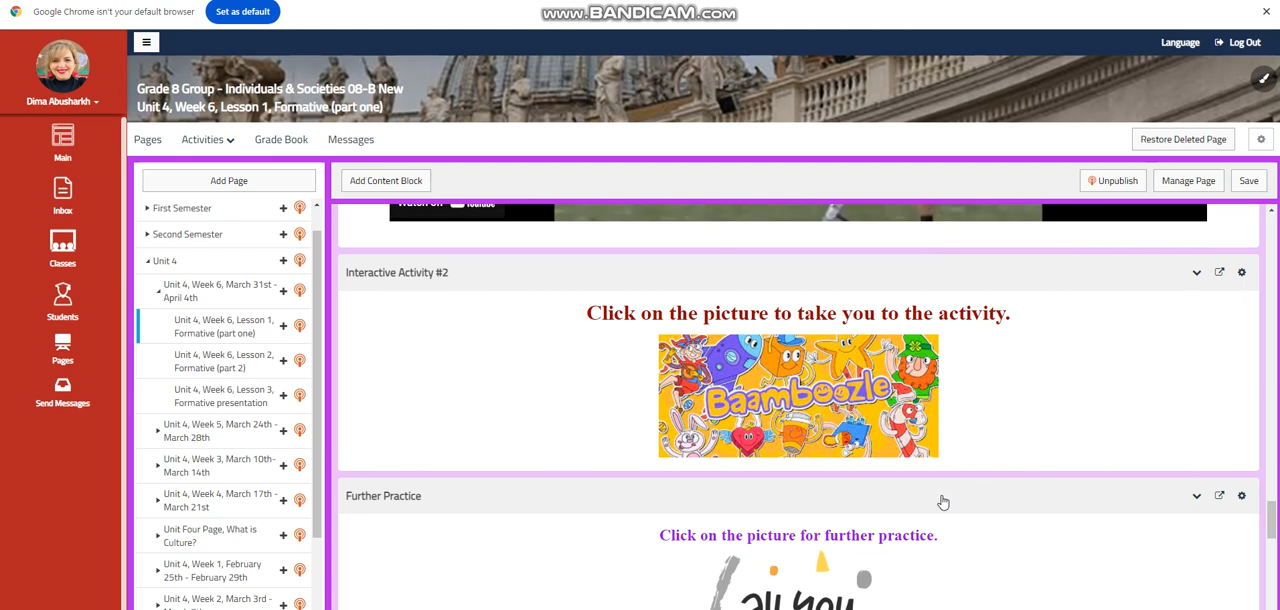 Google Chrome isn't your default browser
Set as default
WWW.BANDICAM.COM
Language
Log Out
Dima Abusharkh
Grade 8 Group - Individuals & Societies 08-B New
Unit 4, Week 6, Lesson 1, Formative (part one)
Pages
Activities
Grade Book
Messages
Restore Deleted Page
Main
Inbox
Classes
Students
Pages
Send Messages
Add Page
Add Content Block
Unpublish
Manage Page
Save
First Semester
Second Semester
Unit 4
Unit 4, Week 6, March 31st -
April 4th
Unit 4, Week 6, Lesson 1,
Formative (part one)
Unit 4, Week 6, Lesson 2,
Formative (part 2)
Unit 4, Week 6, Lesson 3,
Formative presentation
Unit 4, Week 5, March 24th -
March 28th
Unit 4, Week 3, March 10th-
March 14th
Unit 4, Week 4, March 17th -
March 21st
Unit Four Page, What is
Culture?
Unit 4, Week 1, February
25th - February 29th
Unit 4, Week 2, March 3rd -
Watch on YouTube
Interactive Activity #2
Click on the picture to take you to the activity.
Baamboozle
Further Practice
Click on the picture for further practice.
all you